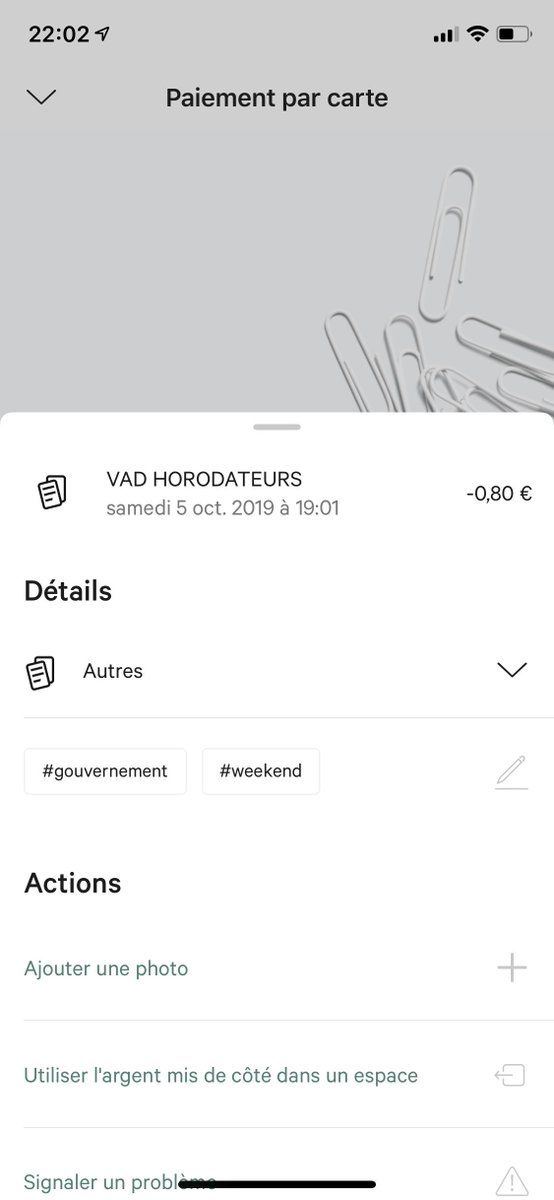 22:02
Paiement par carte
VAD HORODATEURS
-0,80 €
samedi 5 oct. 2019 à 19:01
Détails
Autres
#gouvernement #weekend
Actions
Ajouter une photo
Utiliser l'argent mis de côté dans un espace
Signaler un problème